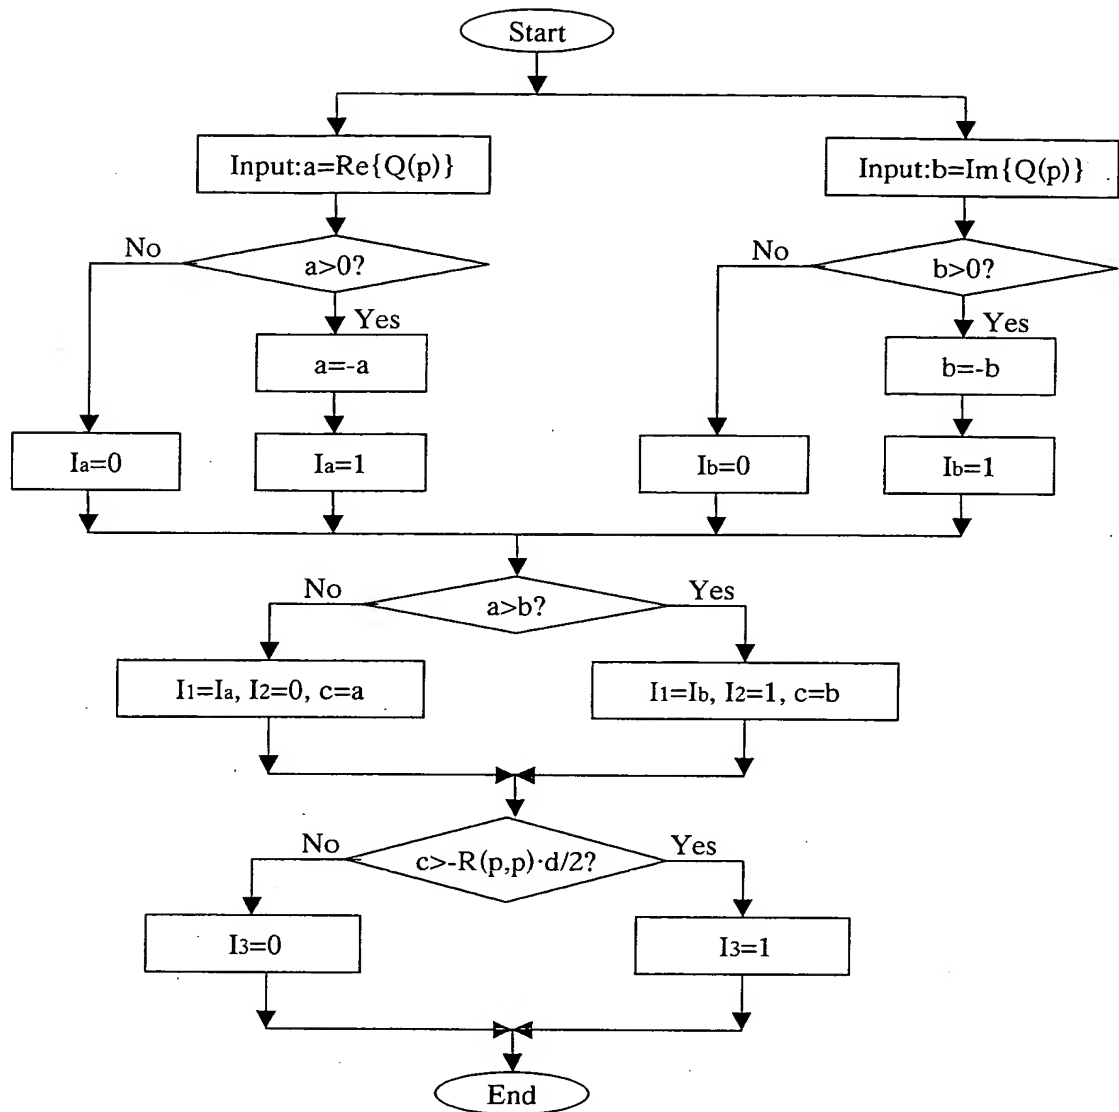 Start
Input:a=Re{Q(p)}
Input:b=Im{Q(p)}
No
a>0?
No
b>0?
Yes
Yes
a=-a
b=-b
Ia=0
Ia=1
Ib=0
Ib=1
No
a>b?
Yes
I1=Ia, I2=0, c=a
I1=Ib, I2=1, c=b
No
c>-R(p,p)·d/2?
Yes
I3=0
I3=1
End